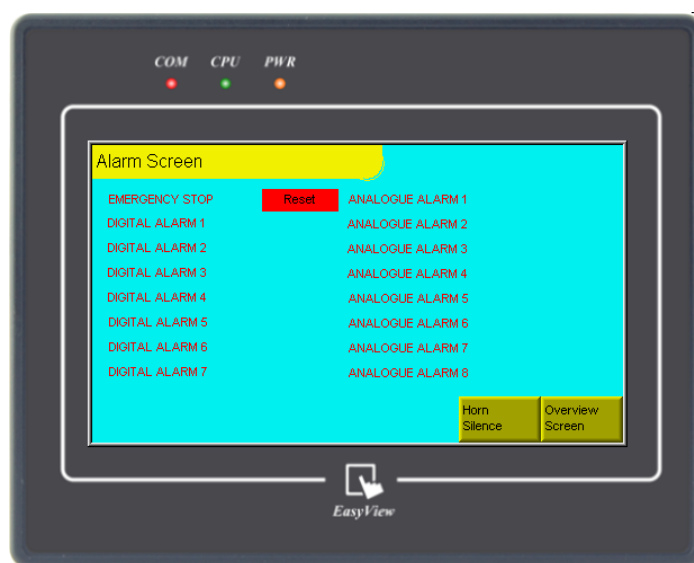 COM CPU PWR
Alarm Screen
EMERGENCY STOP Reset ANALOGUE ALARM 1
DIGITAL ALARM 1 ANALOGUE ALARM 2
DIGITAL ALARM 2 ANALOGUE ALARM 3
DIGITAL ALARM 3 ANALOGUE ALARM 4
DIGITAL ALARM 4 ANALOGUE ALARM 5
DIGITAL ALARM 5 ANALOGUE ALARM 6
DIGITAL ALARM 6 ANALOGUE ALARM 7
DIGITAL ALARM 7 ANALOGUE ALARM 8
Horn Overview
Silence Screen
EasyView